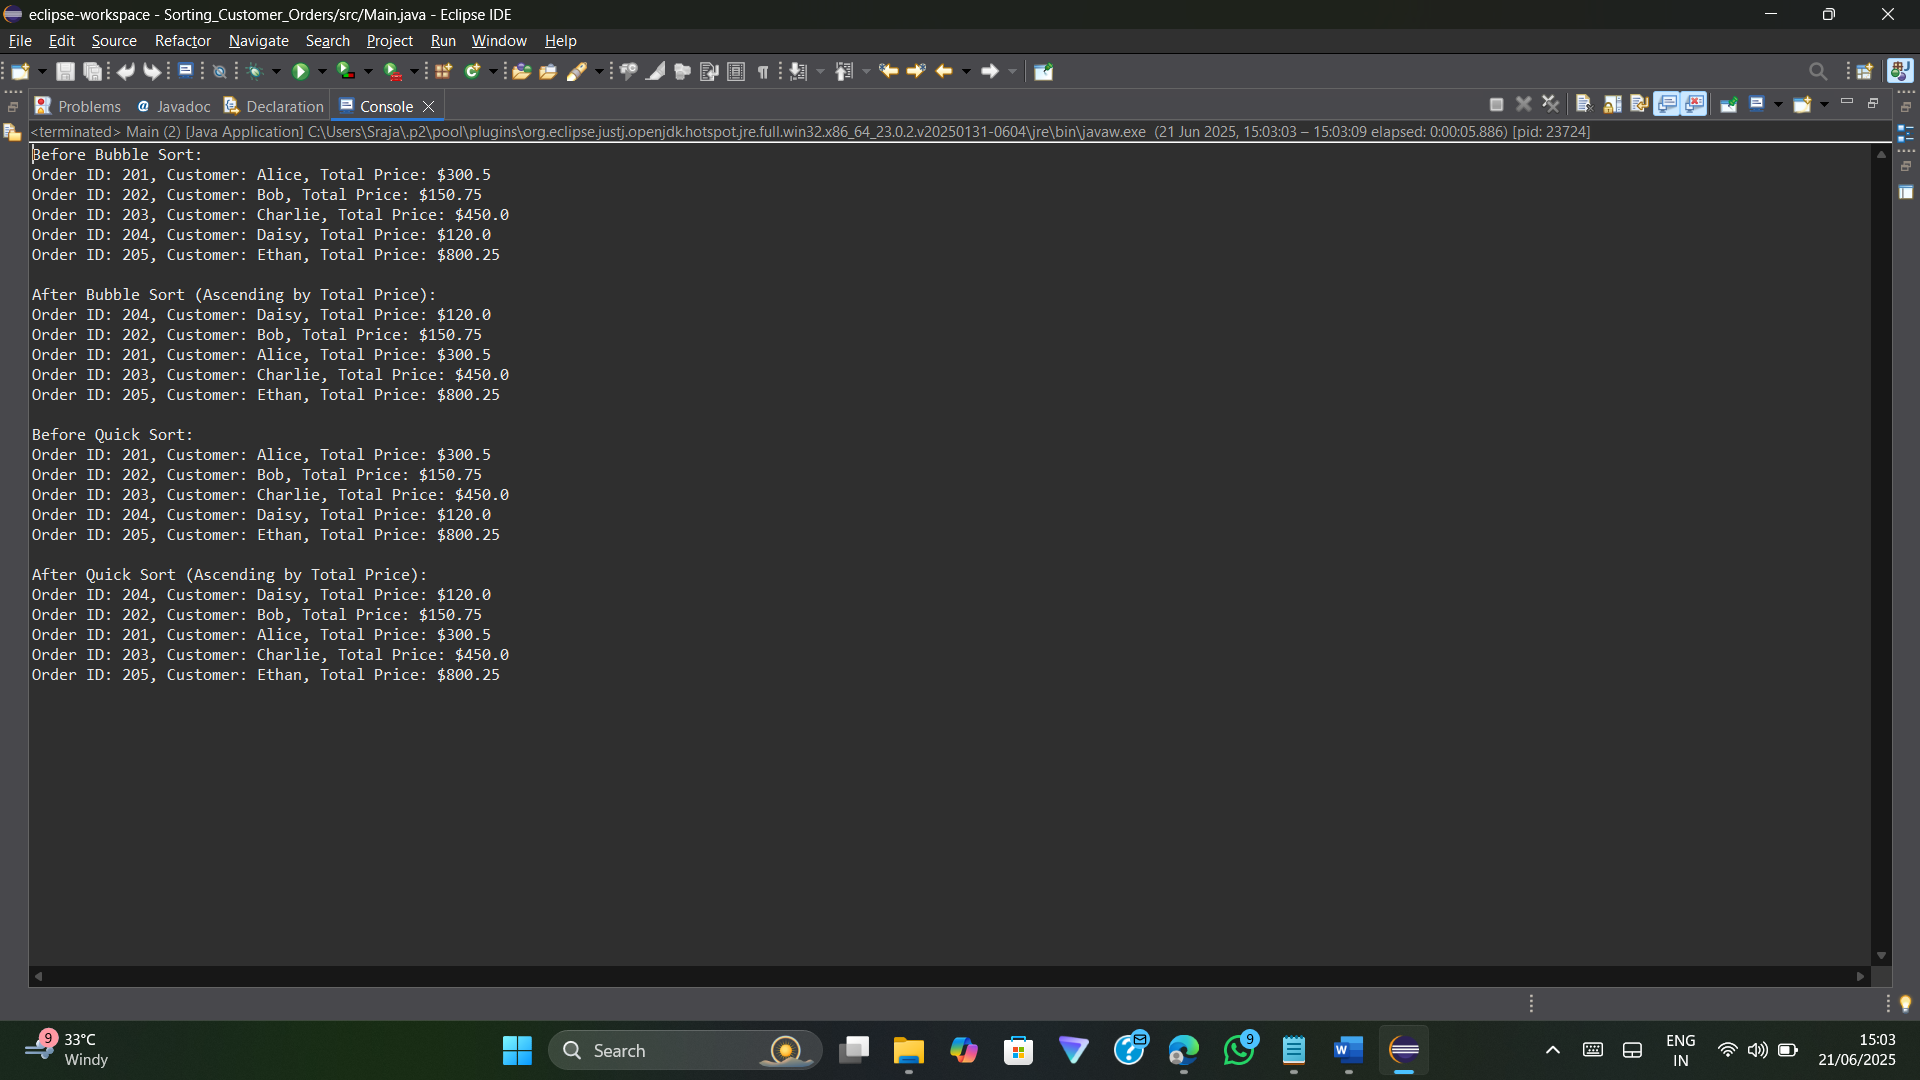 eclipse-workspace - Sorting_Customer_Orders/src/Main.java - Eclipse IDE
File Edit Source Refactor Navigate Search Project Run Window Help
Problems @ Javadoc Declaration Console
<terminated> Main (2) [Java Application] C:\Users\Sraja\.p2\pool\plugins\org.eclipse.justj.openjdk.hotspot.jre.full.win32.x86_64_23.0.2.v20250131-0604\jre\bin\javaw.exe (21 Jun 2025, 15:03:03 – 15:03:09 elapsed: 0:00:05.886) [pid: 23724]
Before Bubble Sort:
Order ID: 201, Customer: Alice, Total Price: $300.5
Order ID: 202, Customer: Bob, Total Price: $150.75
Order ID: 203, Customer: Charlie, Total Price: $450.0
Order ID: 204, Customer: Daisy, Total Price: $120.0
Order ID: 205, Customer: Ethan, Total Price: $800.25
After Bubble Sort (Ascending by Total Price):
Order ID: 204, Customer: Daisy, Total Price: $120.0
Order ID: 202, Customer: Bob, Total Price: $150.75
Order ID: 201, Customer: Alice, Total Price: $300.5
Order ID: 203, Customer: Charlie, Total Price: $450.0
Order ID: 205, Customer: Ethan, Total Price: $800.25
Before Quick Sort:
Order ID: 201, Customer: Alice, Total Price: $300.5
Order ID: 202, Customer: Bob, Total Price: $150.75
Order ID: 203, Customer: Charlie, Total Price: $450.0
Order ID: 204, Customer: Daisy, Total Price: $120.0
Order ID: 205, Customer: Ethan, Total Price: $800.25
After Quick Sort (Ascending by Total Price):
Order ID: 204, Customer: Daisy, Total Price: $120.0
Order ID: 202, Customer: Bob, Total Price: $150.75
Order ID: 201, Customer: Alice, Total Price: $300.5
Order ID: 203, Customer: Charlie, Total Price: $450.0
Order ID: 205, Customer: Ethan, Total Price: $800.25
9 33°C
Windy
Search
9
W
ENG
IN
15:03
21/06/2025